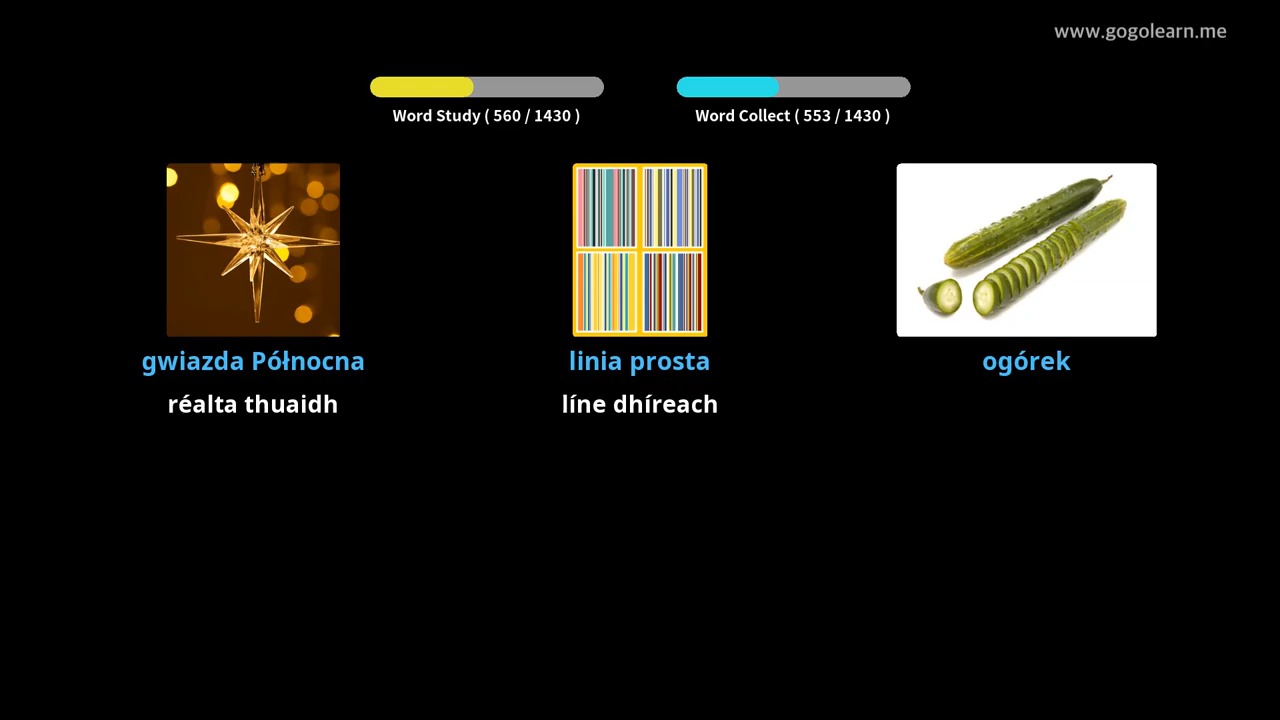 www.gogolearn.me
Word Study ( 560 / 1430 )
Word Collect ( 553 / 1430 )
gwiazda Północna
linia prosta
ogórek
réalta thuaidh
líne dhíreach